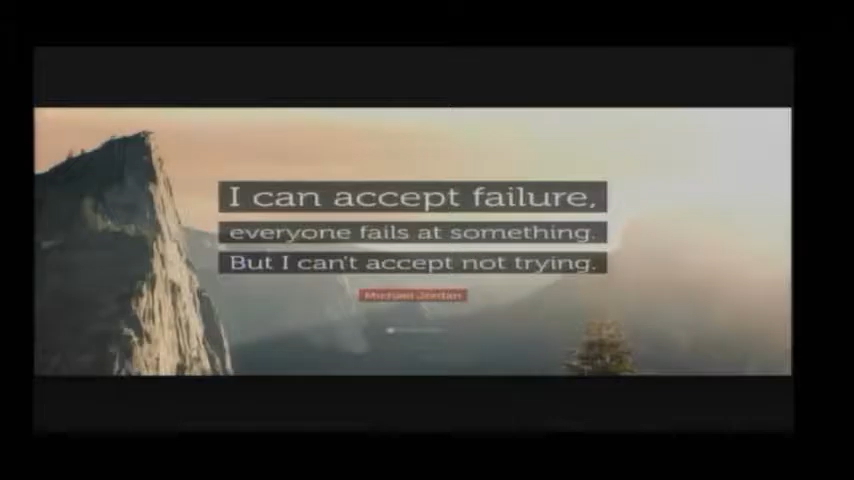 I can accept failure,
everyone fails at something.
But I can't accept not trying.
Michael Jordan